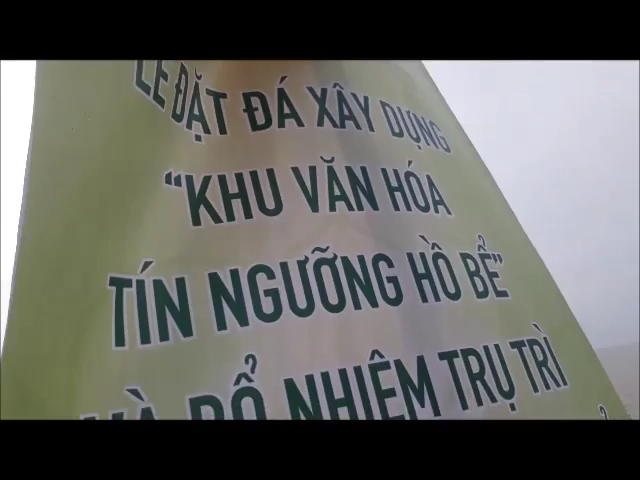 LỄ ĐẶT ĐÁ XÂY DỰNG
“KHU VĂN HÓA
TÍN NGƯỠNG HỒ BỂ”
VÀ BỔ NHIỆM TRỤ TRÌ